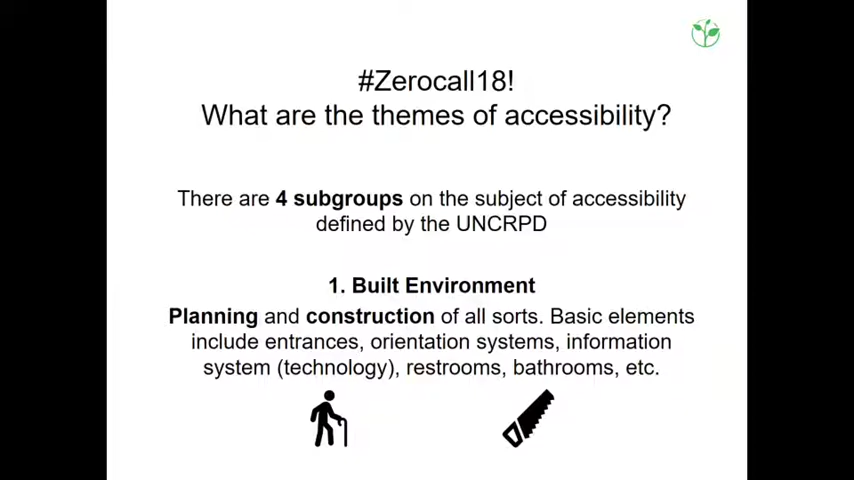 #Zerocall18!
What are the themes of accessibility?
There are 4 subgroups on the subject of accessibility
defined by the UNCRPD
1. Built Environment
Planning and construction of all sorts. Basic elements
include entrances, orientation systems, information
system (technology), restrooms, bathrooms, etc.